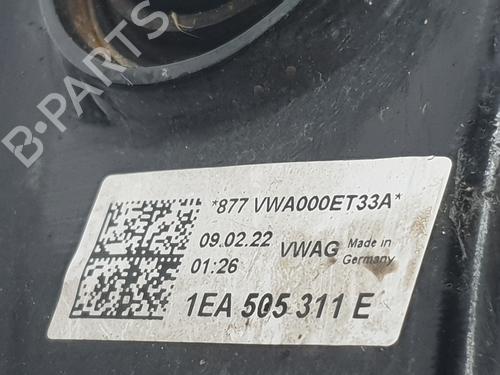 B-PARTS
*877 VWA000ET33A*
09.02.22 VWAG Made in
01:26 Germany
1EA 505 311 E